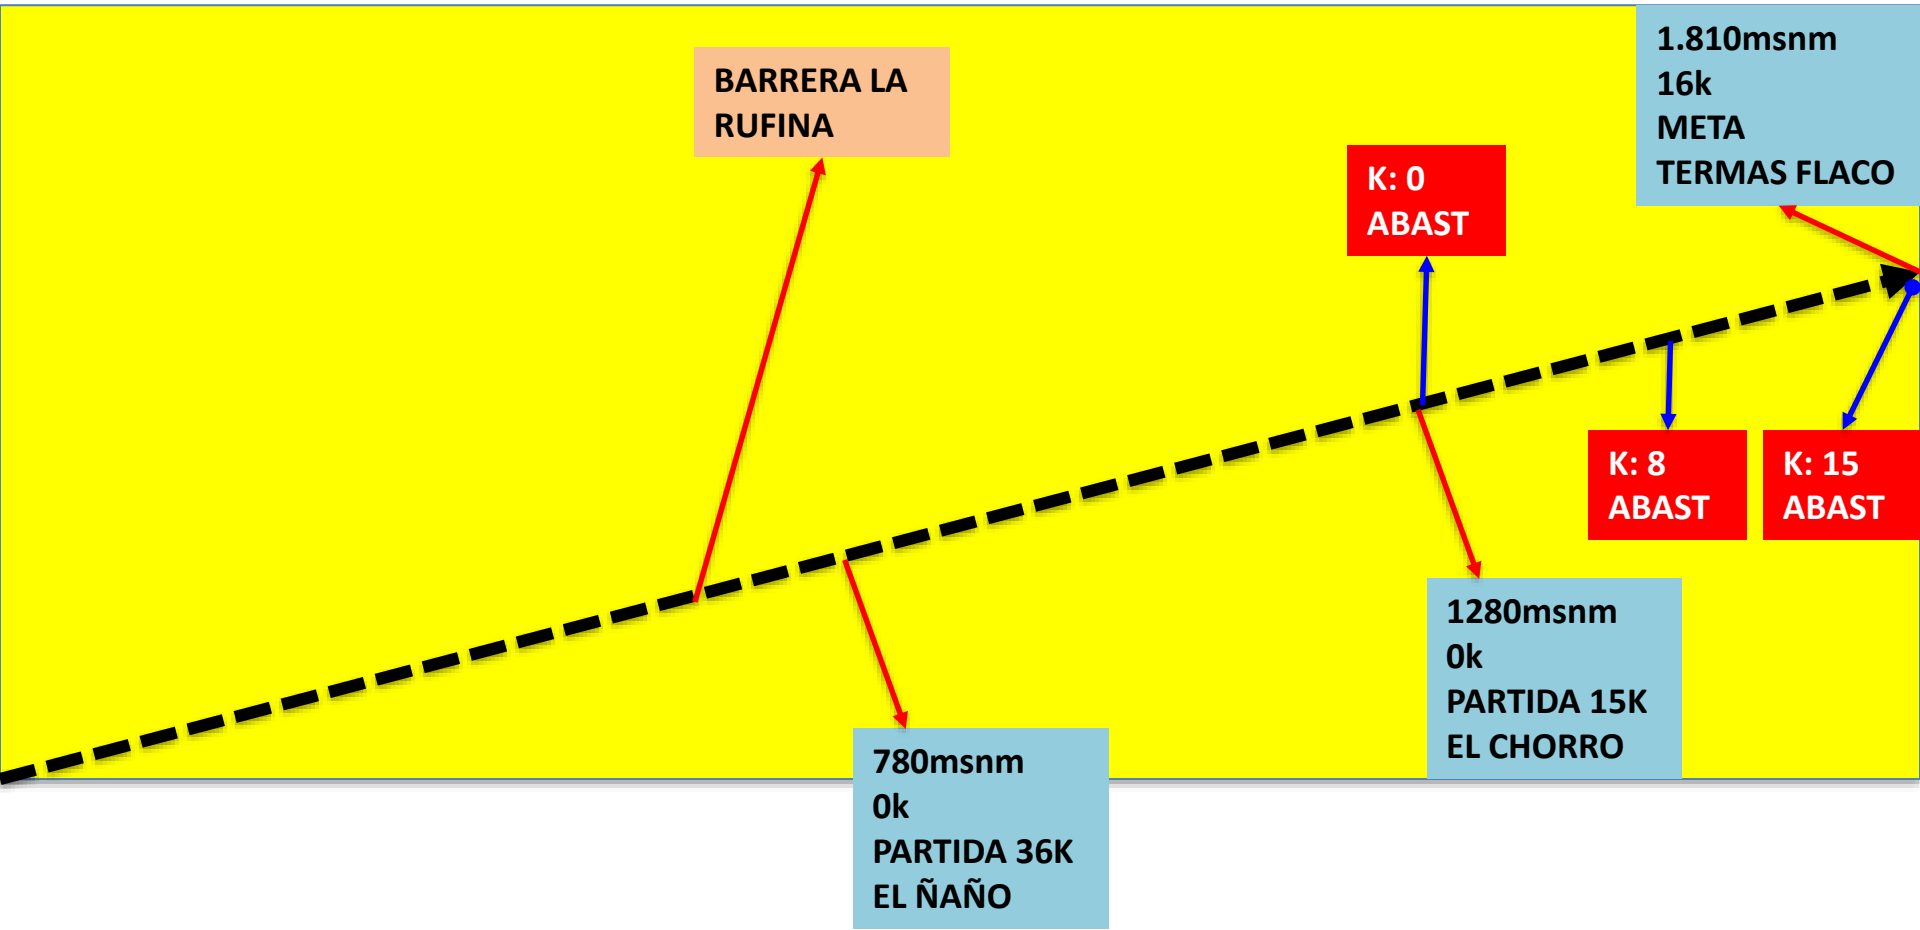 BARRERA LA
RUFINA
1.810msnm
16k
META
TERMAS FLACO
K: 0
ABAST
K: 8
ABAST
K: 15
ABAST
1280msnm
0k
PARTIDA 15K
EL CHORRO
780msnm
0k
PARTIDA 36K
EL ÑAÑO